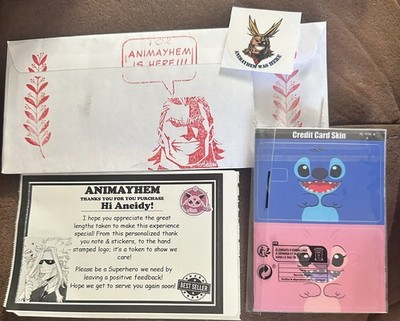 ANIMAYHEM
IS HERE!!!
ANIMAYHEM WAS HERE
Credit Card Skin
ANIMAYHEM
THANKS YOU FOR YOU PURCHASE
Hi Aneidy!
I hope you appreciate the great
lengths taken to make this experience
special! From this personalized thank
you note & stickers, to the hand
stamped logo; it's a token to show we
care!
Please be a Superhero we need by
leaving a positive feedback!
Hope we get to serve you again soon!
BEST SELLER